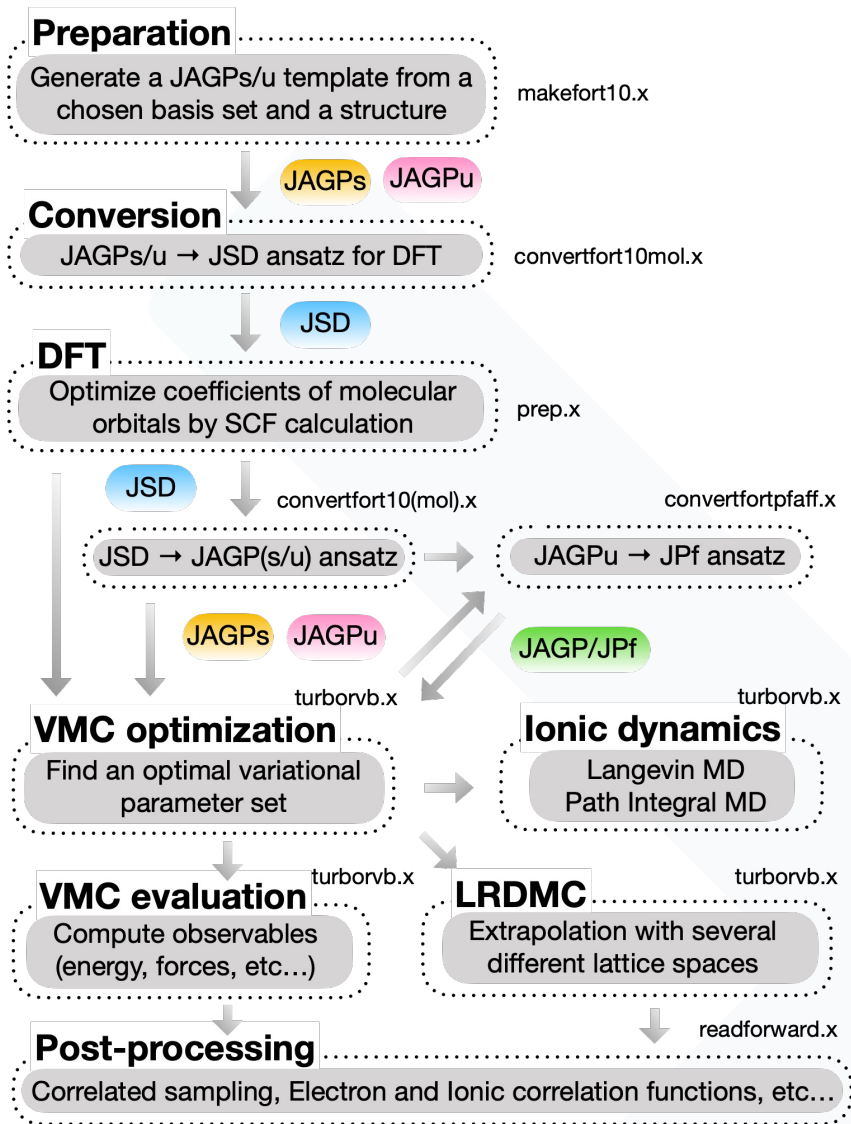 Preparation
Generate a JAGPs/u template from a
chosen basis set and a structure
makefort10.x
JAGPs
JAGPu
Conversion
JAGPs/u → JSD ansatz for DFT
convertfort10mol.x
JSD
DFT
Optimize coefficients of molecular
orbitals by SCF calculation
prep.x
JSD
convertfort10(mol).x
convertfortpfaff.x
JSD → JAGP(s/u) ansatz
JAGPu → JPf ansatz
JAGPs
JAGPu
JAGP/JPf
turborvb.x
VMC optimization
Find an optimal variational
parameter set
turborvb.x
Ionic dynamics
Langevin MD
Path Integral MD
turborvb.x
VMC evaluation
Compute observables
(energy, forces, etc…)
turborvb.x
LRDMC
Extrapolation with several
different lattice spaces
readforward.x
Post-processing
Correlated sampling, Electron and Ionic correlation functions, etc…